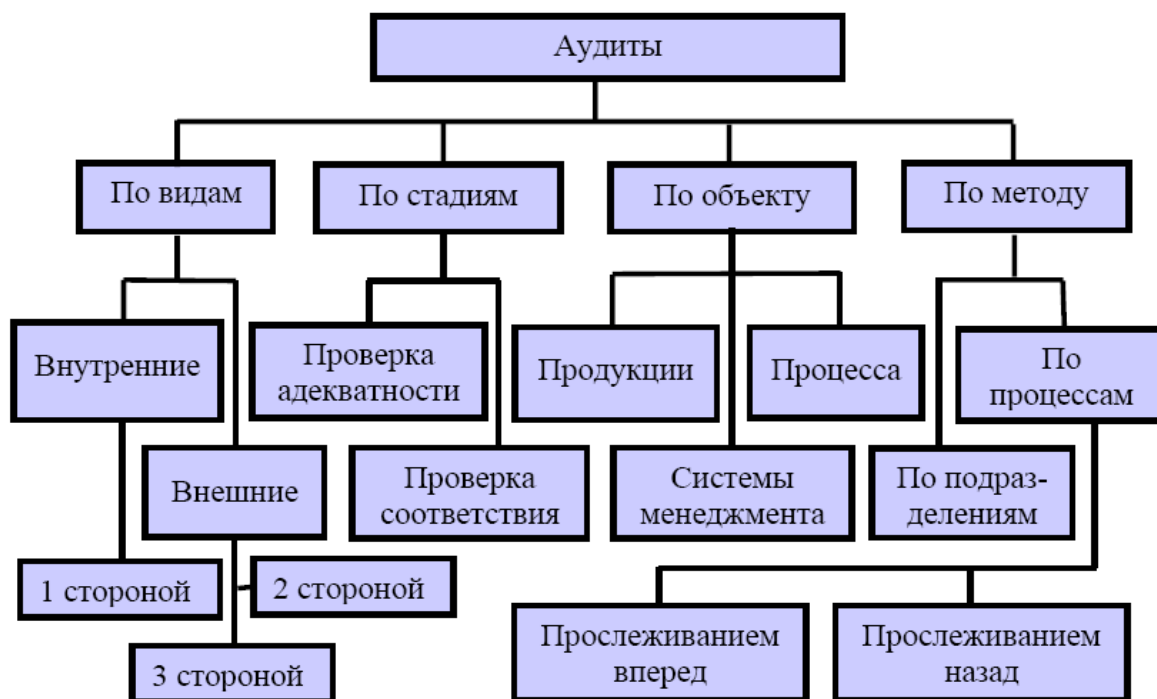 Аудиты
По видам
По стадиям
По объекту
По методу
Внутренние
Проверка
адекватности
Продукции
Процесса
По
процессам
Внешние
Проверка
соответствия
Системы
менеджмента
По подраз-
делениям
1 стороной
2 стороной
3 стороной
Прослеживанием
вперед
Прослеживанием
назад